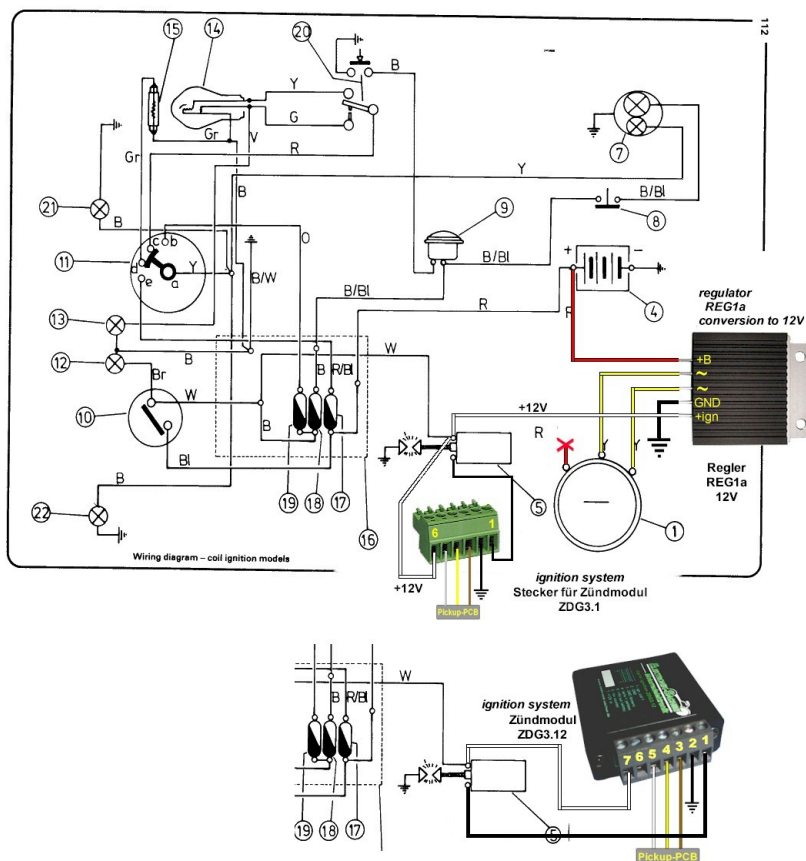 112
15
14
20
B
Y
G
Gr
V
R
Gr
7
Y
B
21
9
B/Bl
8
B
c
b
O
11
d
Y
a
e
B/W
B/Bl
+
−
R
4
R
regulator
REG1a
conversion to 12V
13
12
B
Br
W
B
R/Bl
W
10
B
+B
~
~
GND
+ign
+12V
R
Y
Y
Bl
B
19
18
17
5
Regler
REG1a
12V
22
16
6
1
1
Wiring diagram – coil ignition models
+12V
Pickup-PCB
ignition system
Stecker für Zündmodul
ZDG3.1
B
R/Bl
W
ignition system
Zündmodul
ZDG3.12
7
6
5
4
3
2
1
19
18
17
5
Pickup-PCB